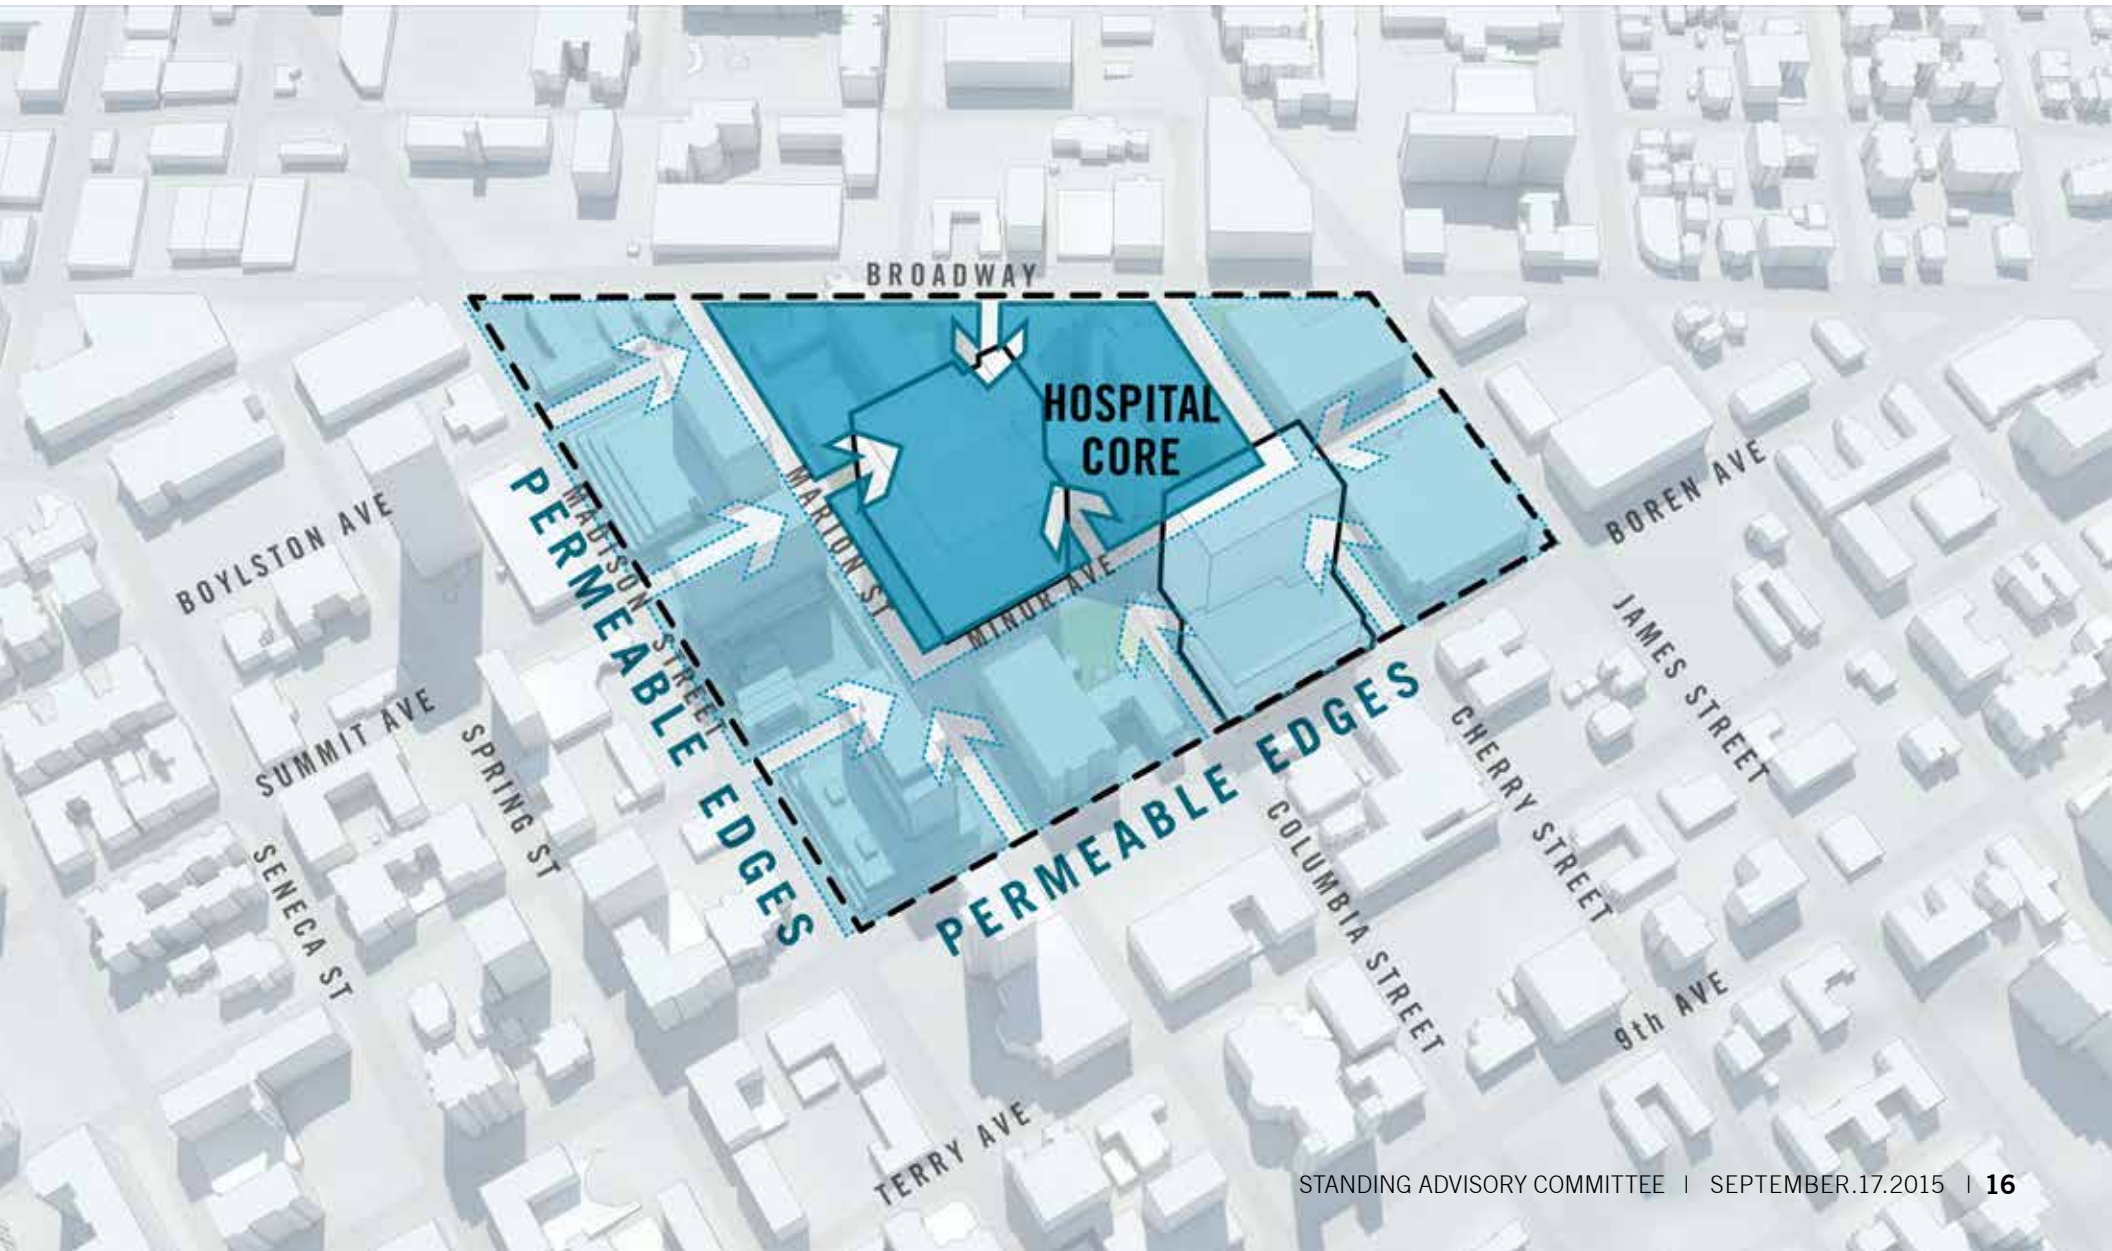 BROADWAY
HOSPITAL
CORE
PERMEABLE EDGES
MADISON STREET
MARION ST
MINOR AVE
BOYLSTON AVE
BOREN AVE
JAMES STREET
PERMEABLE EDGES
SUMMIT AVE
SPRING ST
CHERRY STREET
COLUMBIA STREET
SENECA ST
9th AVE
TERRY AVE
STANDING ADVISORY COMMITTEE | SEPTEMBER.17.2015 | 16